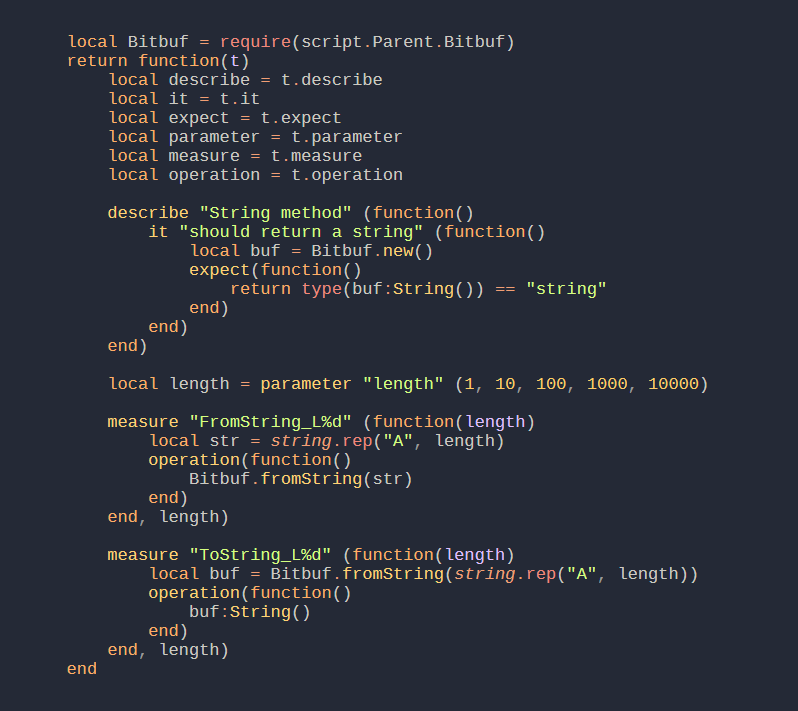 local Bitbuf = require(script.Parent.Bitbuf)
return function(t)
    local describe = t.describe
    local it = t.it
    local expect = t.expect
    local parameter = t.parameter
    local measure = t.measure
    local operation = t.operation

    describe "String method" (function()
        it "should return a string" (function()
            local buf = Bitbuf.new()
            expect(function()
                return type(buf:String()) == "string"
            end)
        end)
    end)

    local length = parameter "length" (1, 10, 100, 1000, 10000)

    measure "FromString_L%d" (function(length)
        local str = string.rep("A", length)
        operation(function()
            Bitbuf.fromString(str)
        end)
    end, length)

    measure "ToString_L%d" (function(length)
        local buf = Bitbuf.fromString(string.rep("A", length))
        operation(function()
            buf:String()
        end)
    end, length)
end